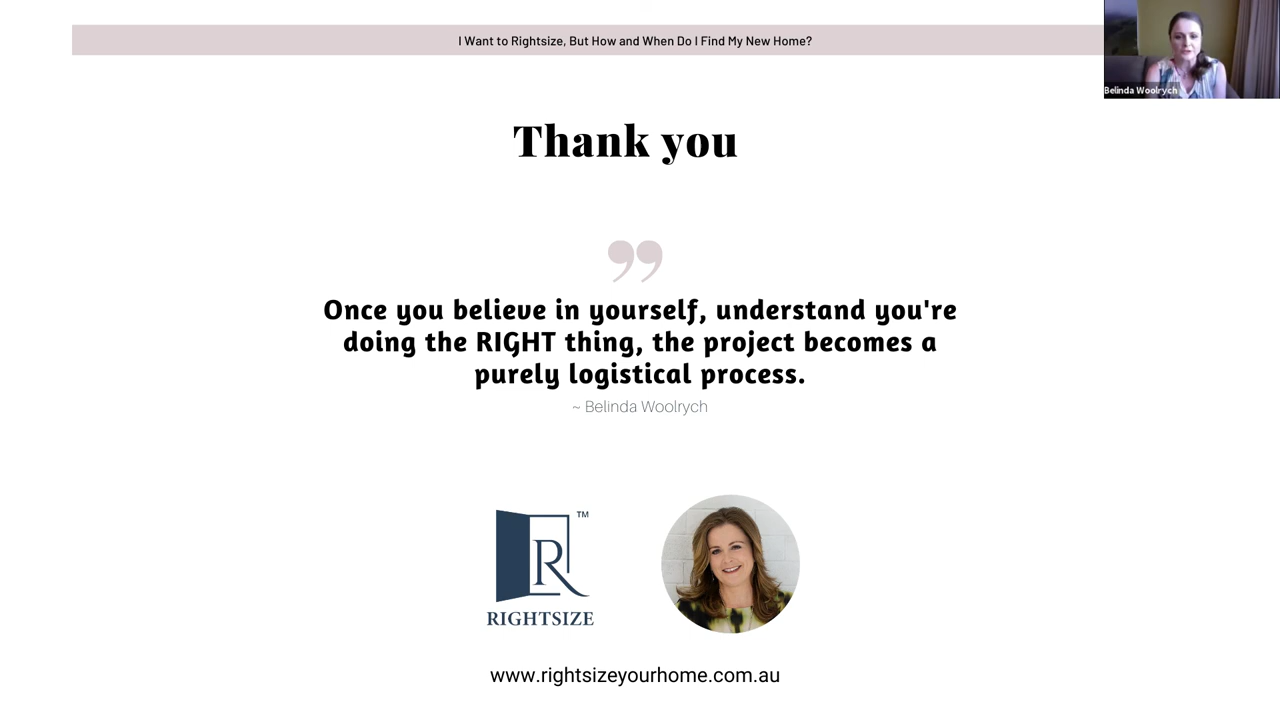 I Want to Rightsize, But How and When Do I Find My New Home?
Belinda Woolrych
Thank you
”
Once you believe in yourself, understand you're
doing the RIGHT thing, the project becomes a
purely logistical process.
~ Belinda Woolrych
R™
RIGHTSIZE
www.rightsizeyourhome.com.au